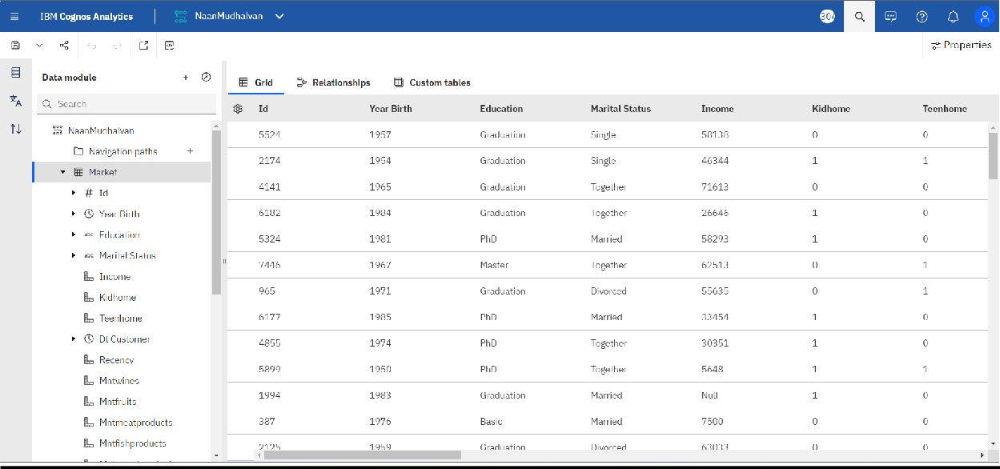 IBM Cognos Analytics NaanMudhalvan 304
Properties
Data module
Search
NaanMudhalvan
Navigation paths
Market
# Id
Year Birth
abc Education
abc Marital Status
Income
Kidhome
Teenhome
Dt Customer
Recency
Mntwines
Mntfruits
Mntmeatproducts
Mntfishproducts
Grid Relationships Custom tables
Id Year Birth Education Marital Status Income Kidhome Teenhome
5524 1957 Graduation Single 58138 0 0
2174 1954 Graduation Single 46344 1 1
4141 1965 Graduation Together 71613 0 0
6182 1984 Graduation Together 26646 1 0
5324 1981 PhD Married 58293 1 0
7446 1967 Master Together 62513 0 1
965 1971 Graduation Divorced 55635 0 1
6177 1985 PhD Married 33454 1 0
4855 1974 PhD Together 30351 1 0
5899 1950 PhD Together 5648 1 1
1994 1983 Graduation Married Null 1 0
387 1976 Basic Married 7500 0 0
2125 1959 Graduation Divorced 63033 0 0